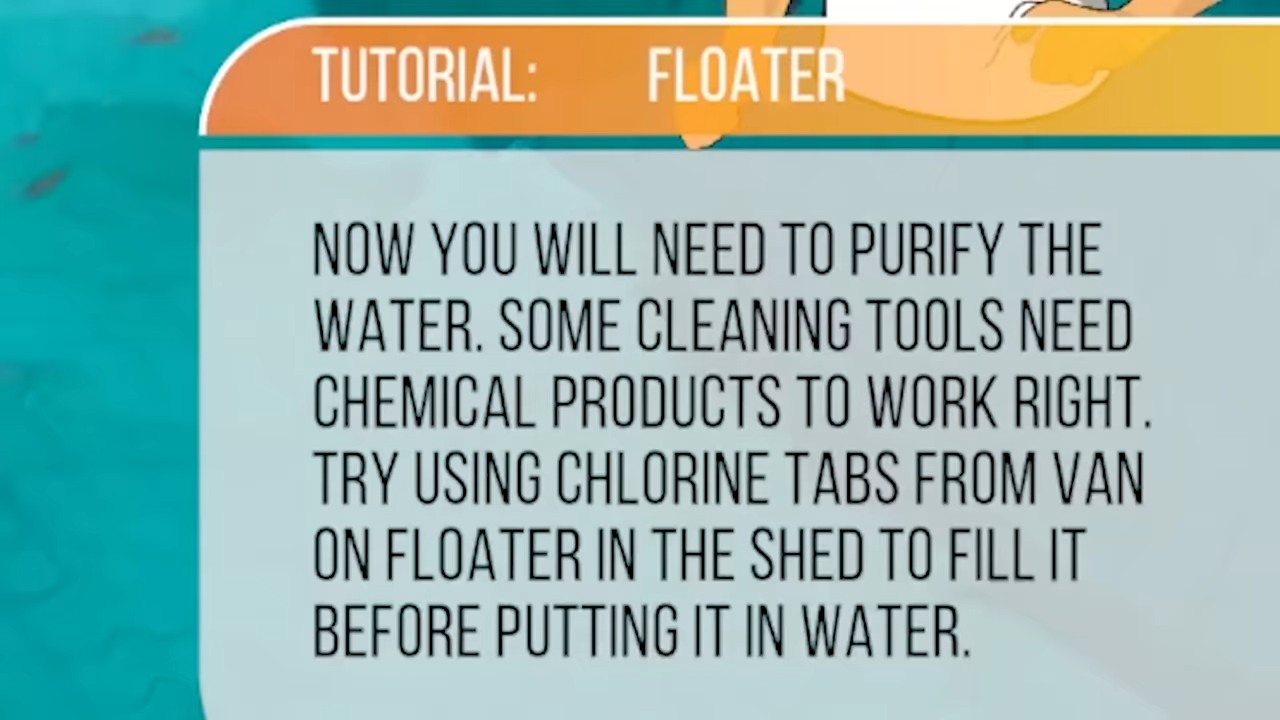 TUTORIAL: FLOATER
NOW YOU WILL NEED TO PURIFY THE
WATER. SOME CLEANING TOOLS NEED
CHEMICAL PRODUCTS TO WORK RIGHT.
TRY USING CHLORINE TABS FROM VAN
ON FLOATER IN THE SHED TO FILL IT
BEFORE PUTTING IT IN WATER.